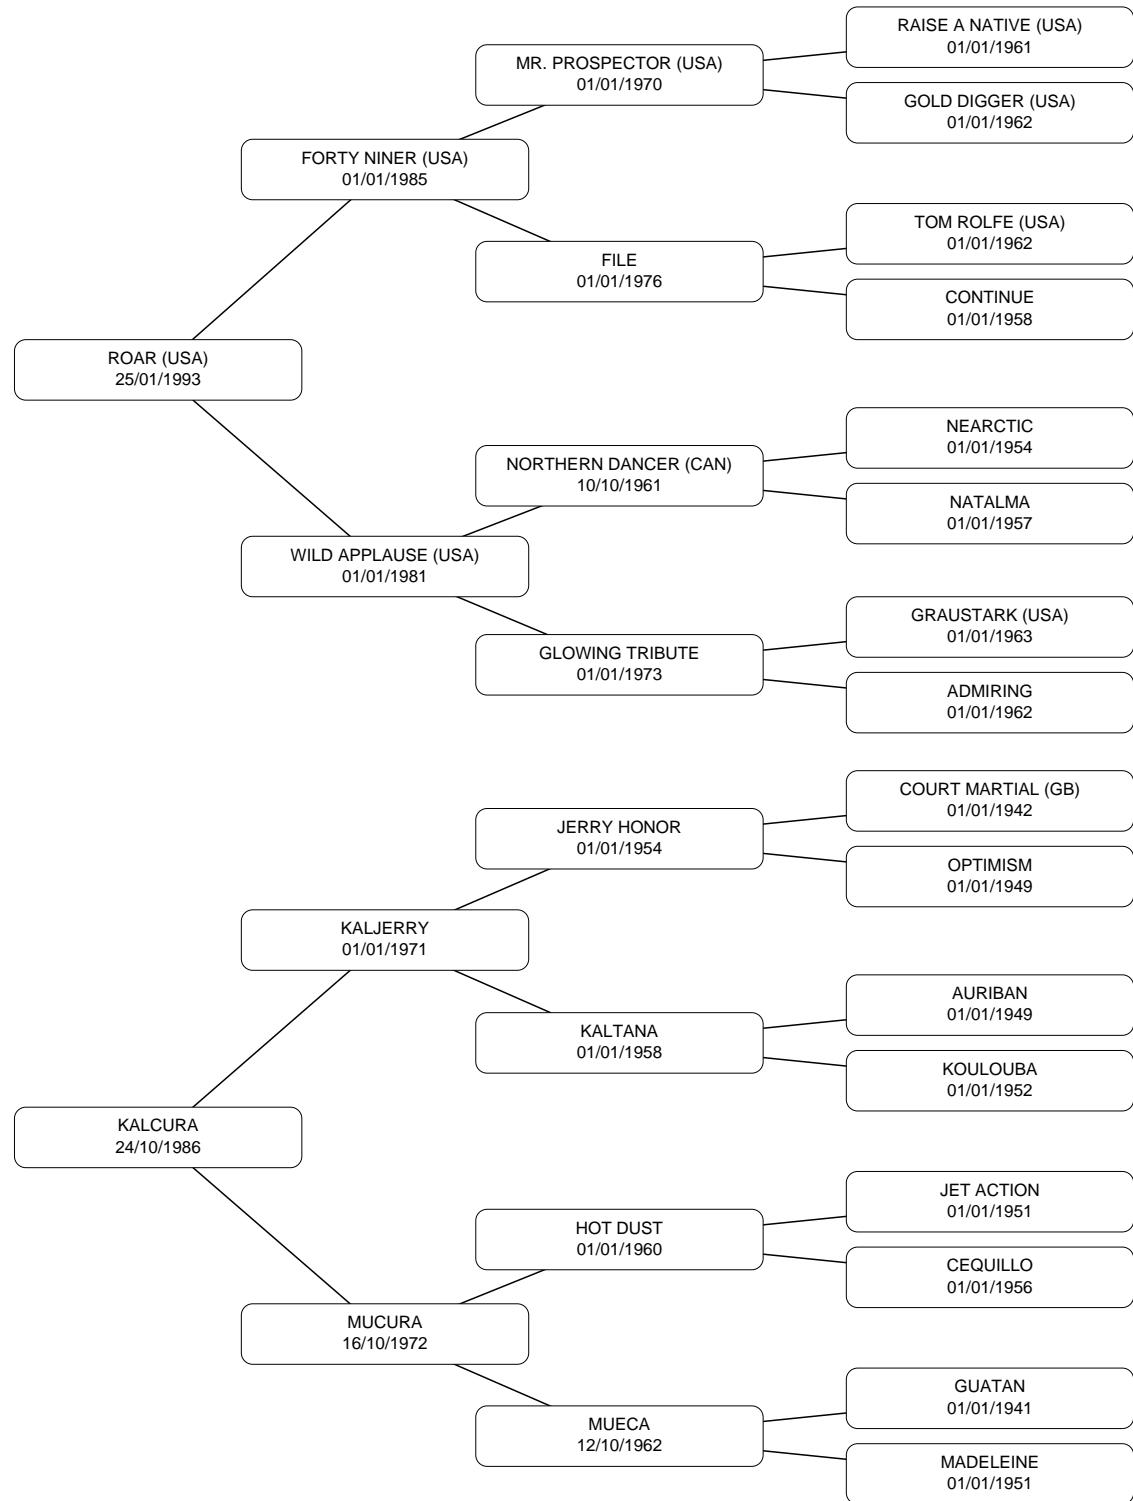 RAISE A NATIVE (USA)
01/01/1961
MR. PROSPECTOR (USA)
01/01/1970
GOLD DIGGER (USA)
01/01/1962
FORTY NINER (USA)
01/01/1985
TOM ROLFE (USA)
01/01/1962
FILE
01/01/1976
CONTINUE
01/01/1958
ROAR (USA)
25/01/1993
NEARCTIC
01/01/1954
NORTHERN DANCER (CAN)
10/10/1961
NATALMA
01/01/1957
WILD APPLAUSE (USA)
01/01/1981
GRAUSTARK (USA)
01/01/1963
GLOWING TRIBUTE
01/01/1973
ADMIRING
01/01/1962
COURT MARTIAL (GB)
01/01/1942
JERRY HONOR
01/01/1954
OPTIMISM
01/01/1949
KALJERRY
01/01/1971
AURIBAN
01/01/1949
KALTANA
01/01/1958
KOULOUBA
01/01/1952
KALCURA
24/10/1986
JET ACTION
01/01/1951
HOT DUST
01/01/1960
CEQUILLO
01/01/1956
MUCURA
16/10/1972
GUATAN
01/01/1941
MUECA
12/10/1962
MADELEINE
01/01/1951